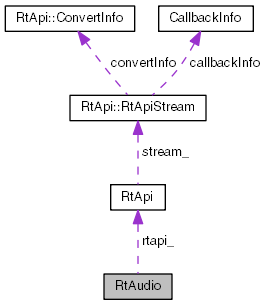 RtApi::ConvertInfo CallbackInfo
convertInfo callbackInfo
RtApi::RtApiStream
stream_
RtApi
rtapi_
RtAudio